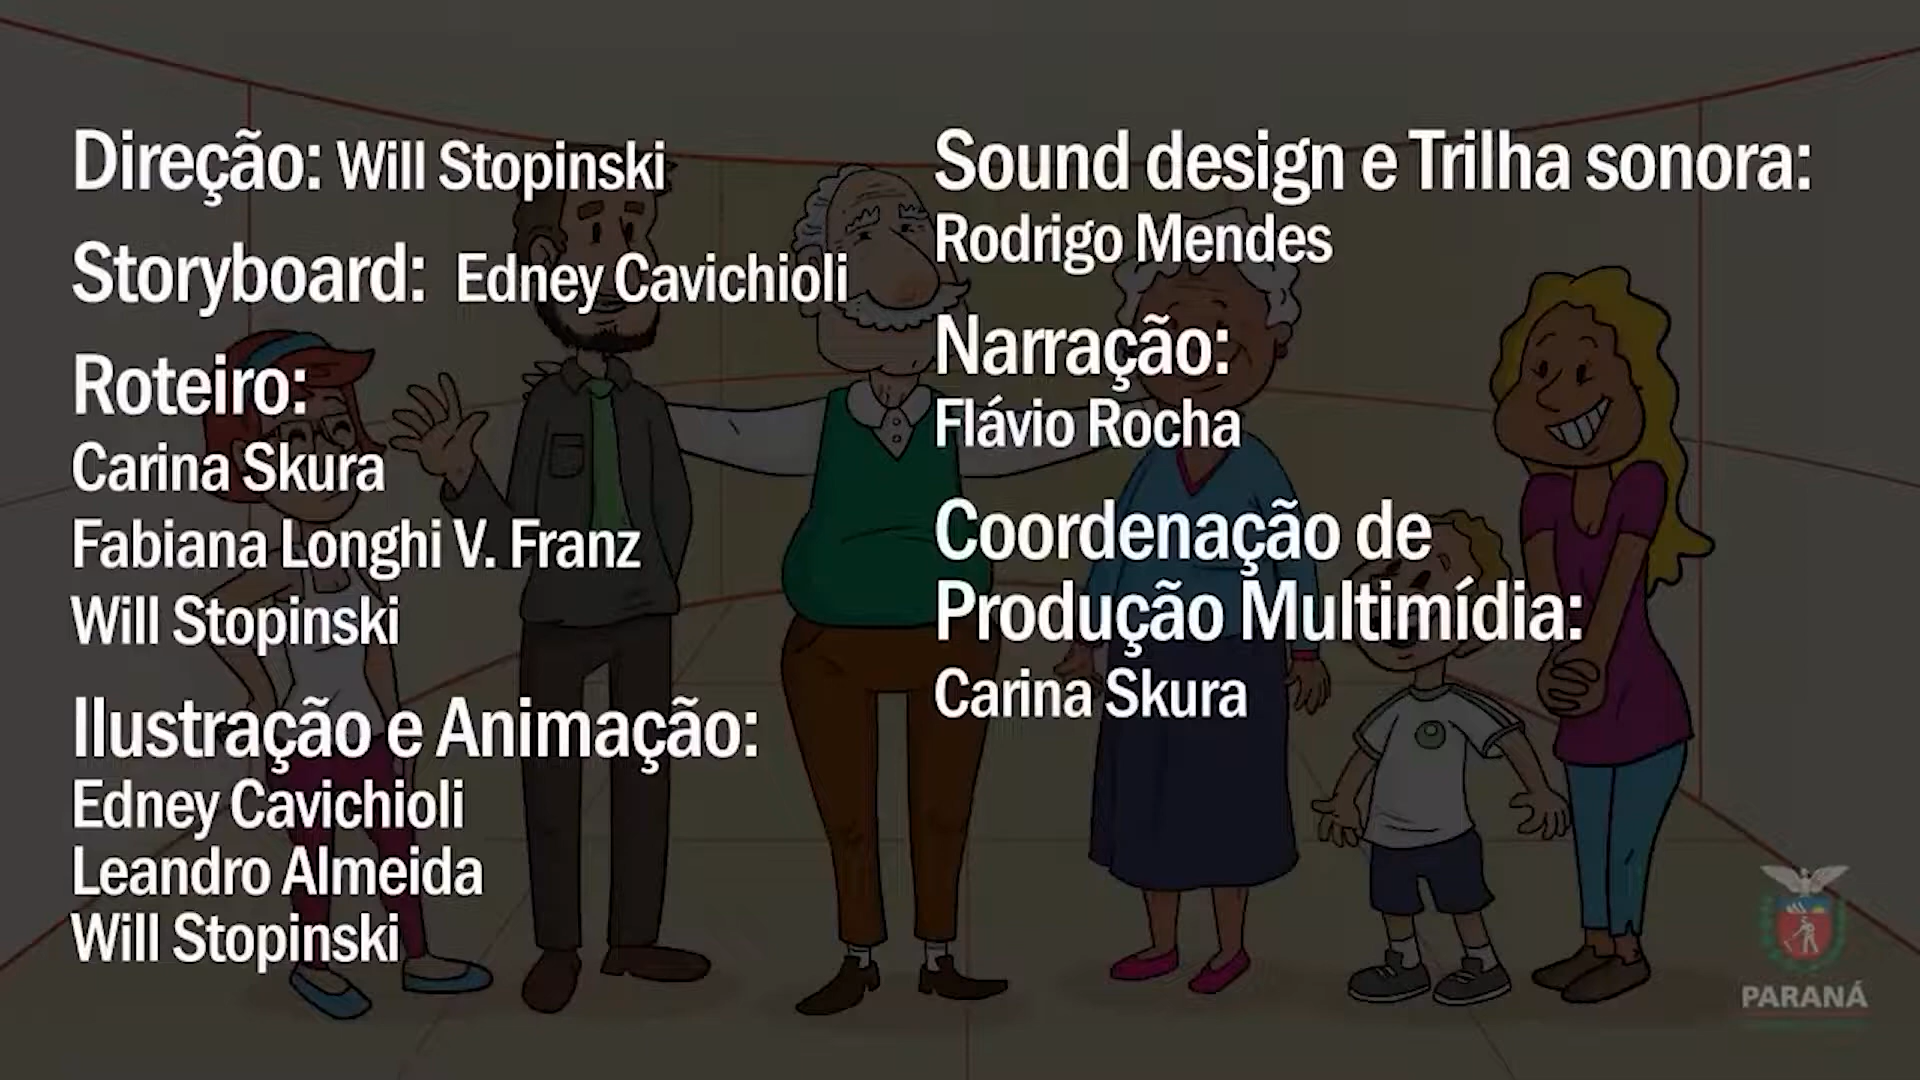 Direção: Will Stopinski
Storyboard: Edney Cavichioli
Roteiro:
Carina Skura
Fabiana Longhi V. Franz
Will Stopinski
Ilustração e Animação:
Edney Cavichioli
Leandro Almeida
Will Stopinski
Sound design e Trilha sonora:
Rodrigo Mendes
Narração:
Flávio Rocha
Coordenação de
Produção Multimídia:
Carina Skura
PARANÁ